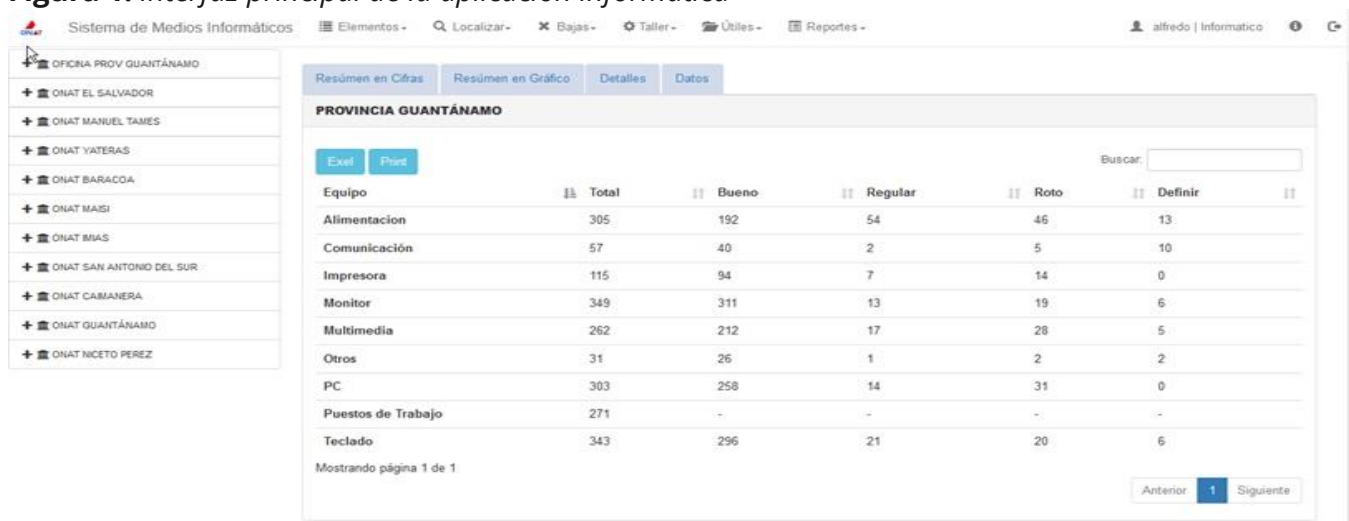 Figura 4. Interfaz principal de la aplicación informática
ONAT Sistema de Medios Informáticos Elementos Localizar Bajas Taller Útiles Reportes alfredo | Informatico
OFICINA PROV GUANTÁNAMO
ONAT EL SALVADOR
ONAT MANUEL TAMES
ONAT YATERAS
ONAT BARACOA
ONAT MAISI
ONAT IMIAS
ONAT SAN ANTONIO DEL SUR
ONAT CAIMANERA
ONAT GUANTÁNAMO
ONAT NICETO PEREZ
Resúmen en Cifras Resúmen en Gráfico Detalles Datos
PROVINCIA GUANTÁNAMO
Exel Print Buscar:
Equipo Total Bueno Regular Roto Definir
Alimentacion 305 192 54 46 13
Comunicación 57 40 2 5 10
Impresora 115 94 7 14 0
Monitor 349 311 13 19 6
Multimedia 262 212 17 28 5
Otros 31 26 1 2 2
PC 303 258 14 31 0
Puestos de Trabajo 271 - - - -
Teclado 343 296 21 20 6
Mostrando página 1 de 1
Anterior 1 Siguiente